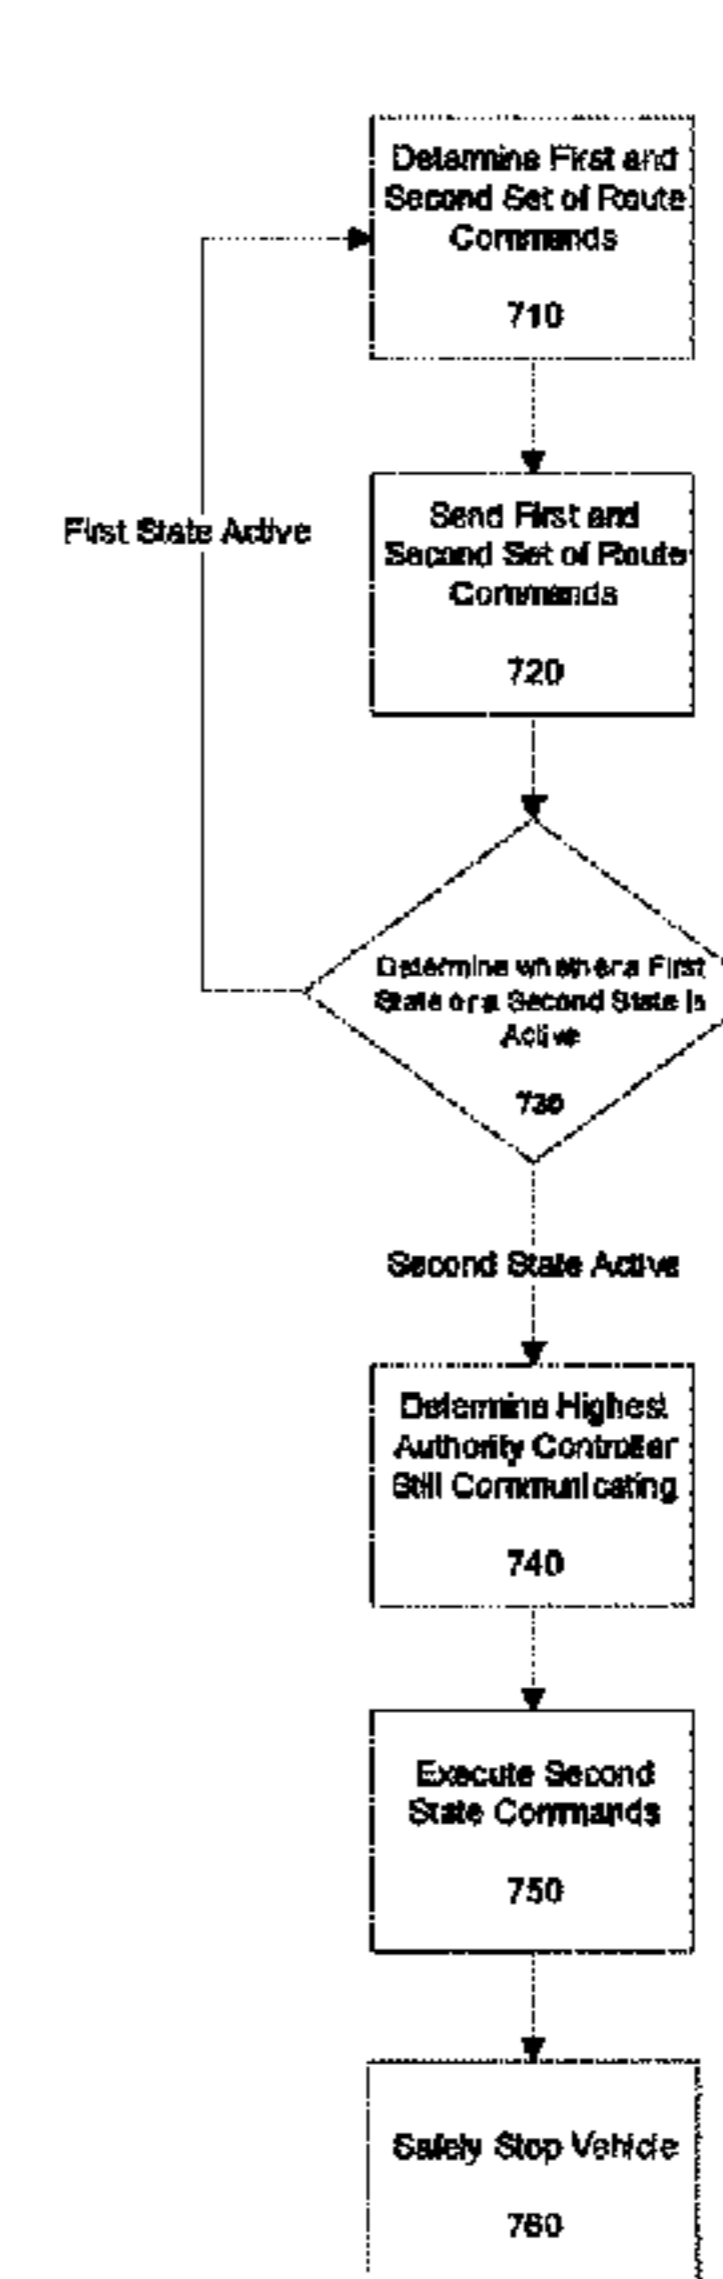 Determine First and
Second Set of Route
Commands
710
First State Active
Send First and
Second Set of Route
Commands
720
Determine whether a First
State or a Second State is
Active
730
Second State Active
Determine Highest
Authority Controller
Still Communicating
740
Execute Second
State Commands
750
Safely Stop Vehicle
760